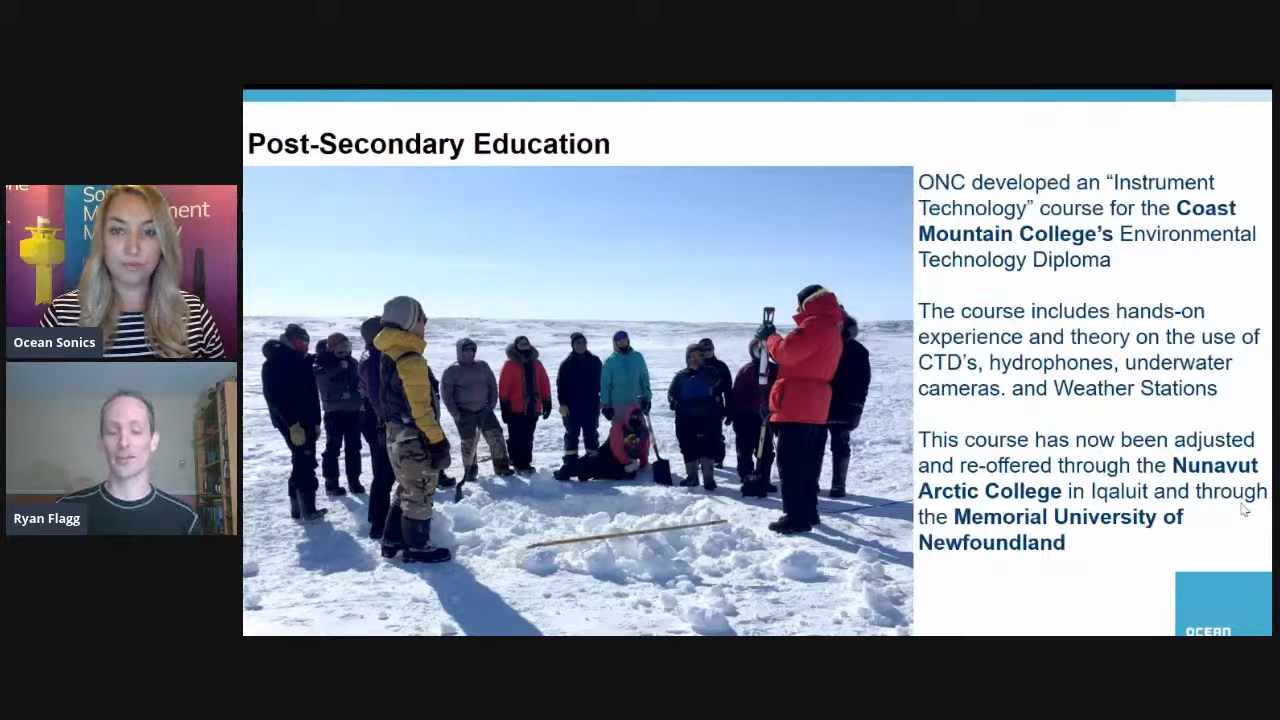 Post-Secondary Education
ONC developed an “Instrument
Technology” course for the Coast
Mountain College’s Environmental
Technology Diploma
The course includes hands-on
experience and theory on the use of
CTD’s, hydrophones, underwater
cameras. and Weather Stations
This course has now been adjusted
and re-offered through the Nunavut
Arctic College in Iqaluit and through
the Memorial University of
Newfoundland
OCEAN
Ocean Sonics
Ryan Flagg